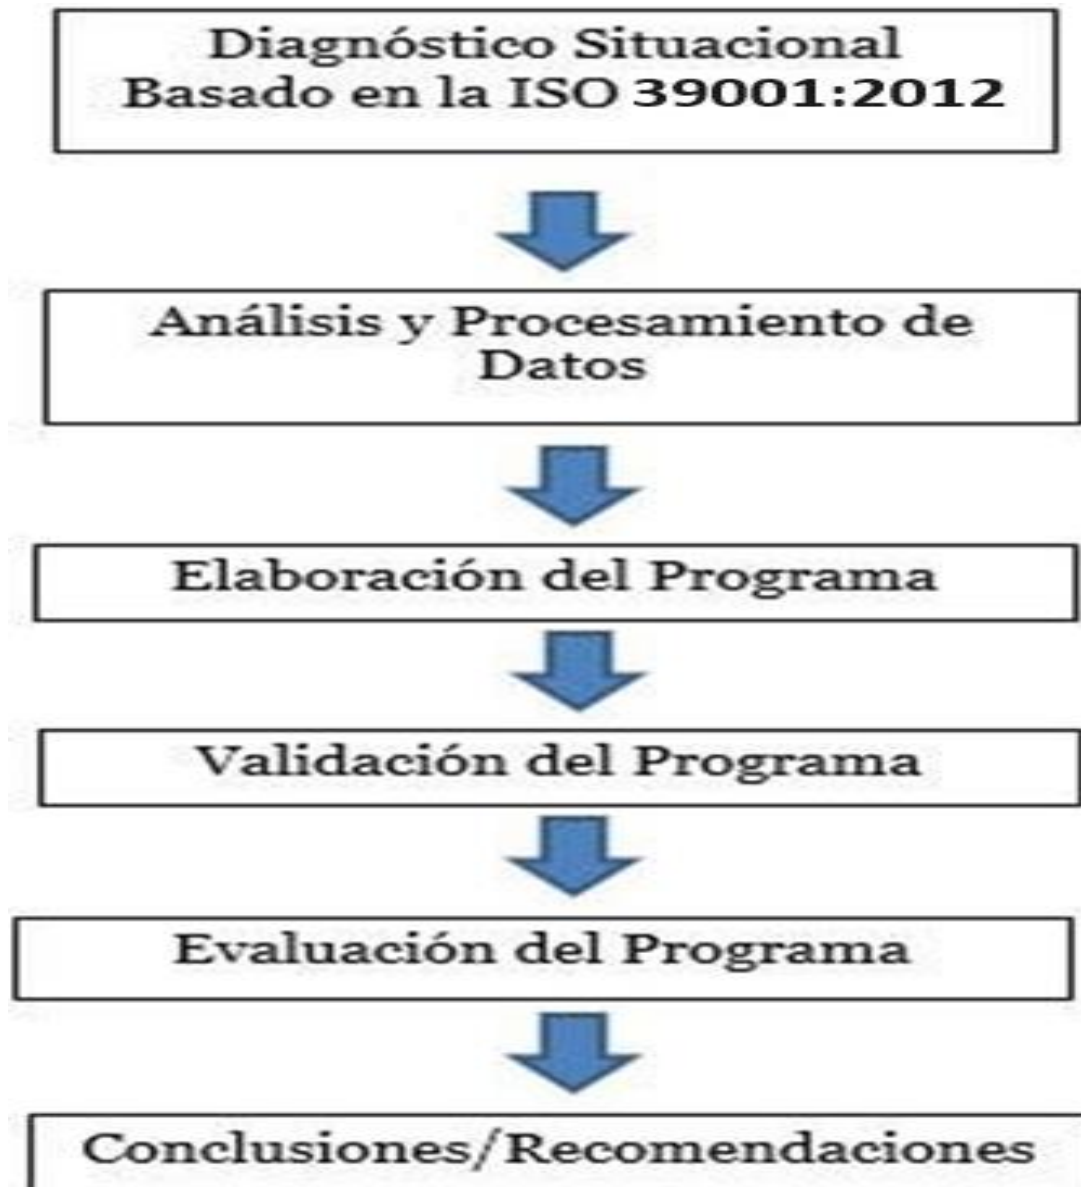 Diagnóstico Situacional
Basado en la ISO 39001:2012
Análisis y Procesamiento de
Datos
Elaboración del Programa
Validación del Programa
Evaluación del Programa
Conclusiones/Recomendaciones